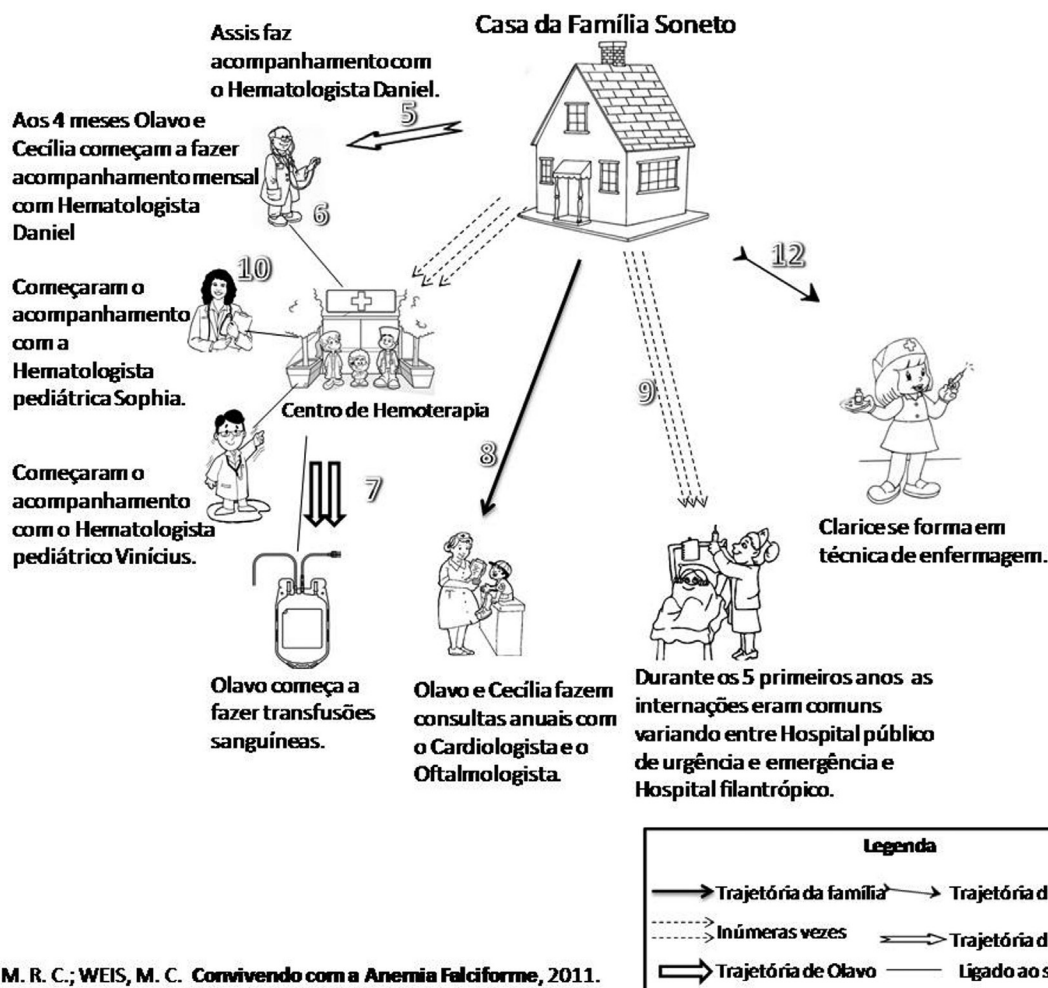 Casa da Família Soneto
Assis faz
acompanhamento com
o Hematologista Daniel.
5
Aos 4 meses Olavo e
Cecília começam a fazer
acompanhamento mensal
com Hematologista
Daniel
6
12
10
Começaram o
acompanhamento
com a
Hematologista
pediátrica Sophia.
Centro de Hemoterapia
9
8
7
Começaram o
acompanhamento
com o Hematologista
pediátrico Vinícius.
Clarice se forma em
técnica de enfermagem.
Olavo começa a
fazer transfusões
sanguíneas.
Olavo e Cecília fazem
consultas anuais com
o Cardiologista e o
Oftalmologista.
Durante os 5 primeiros anos as
internações eram comuns
variando entre Hospital público
de urgência e emergência e
Hospital filantrópico.
Legenda
Trajetória da família
Trajetória d
Inúmeras vezes
Trajetória d
Trajetória de Olavo
Ligado ao s
M. R. C.; WEIS, M. C. Convivendo com a Anemia Falciforme, 2011.